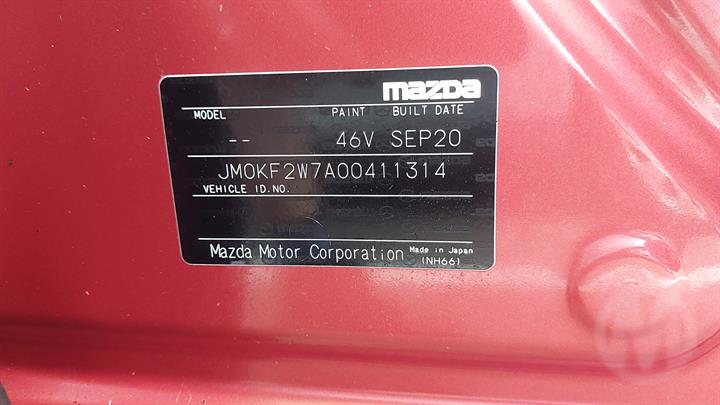 mazda
MODEL PAINT BUILT DATE
-- 46V SEP20
JM0KF2W7A00411314
VEHICLE ID.NO.
Mazda Motor Corporation Made in Japan
(NH66)